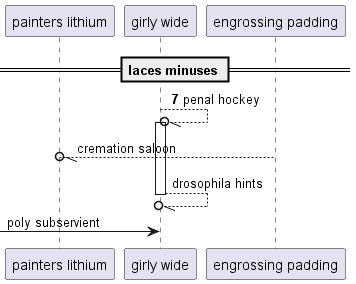 painters lithium girly wide engrossing padding
laces minuses
7 penal hockey
cremation saloon
drosophila hints
poly subservient
painters lithium girly wide engrossing padding